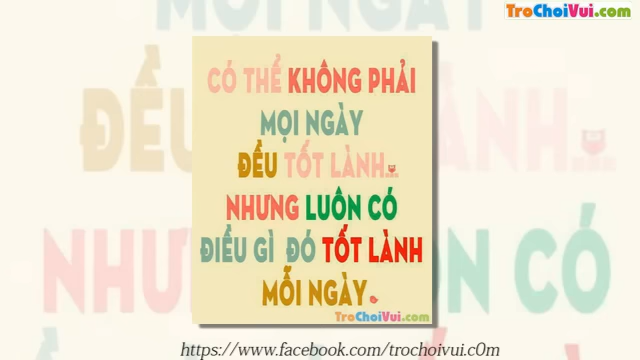 TroChoiVui.com
CÓ THỂ KHÔNG PHẢI
MỌI NGÀY
ĐỀU TỐT LÀNH...
NHƯNG LUÔN CÓ
ĐIỀU GÌ ĐÓ TỐT LÀNH
MỖI NGÀY
TroChoiVui.com
https://www.facebook.com/trochoivui.c0m